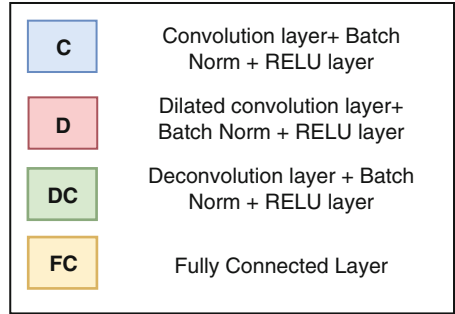 C
Convolution layer+ Batch
Norm + RELU layer
D
Dilated convolution layer+
Batch Norm + RELU layer
DC
Deconvolution layer + Batch
Norm + RELU layer
FC
Fully Connected Layer